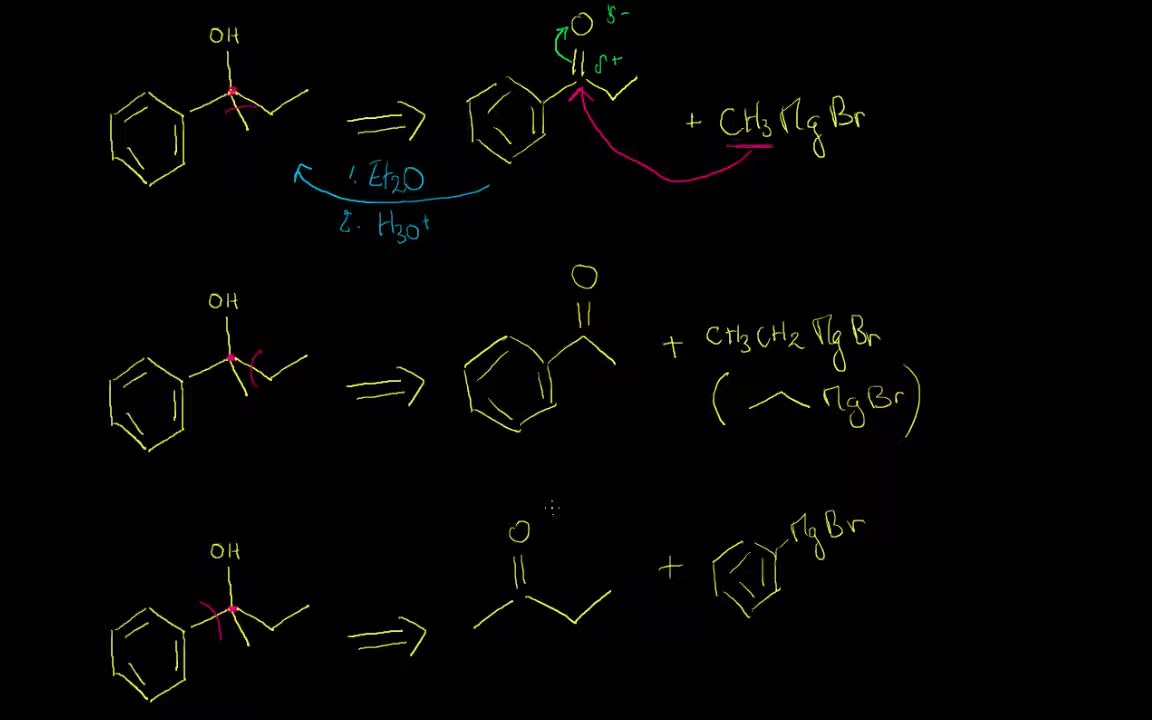 OH
O δ-
δ+
+ CH3MgBr
1. Et2O
2. H3O+
OH
O
+ CH3CH2MgBr
( MgBr)
OH
O
+ MgBr